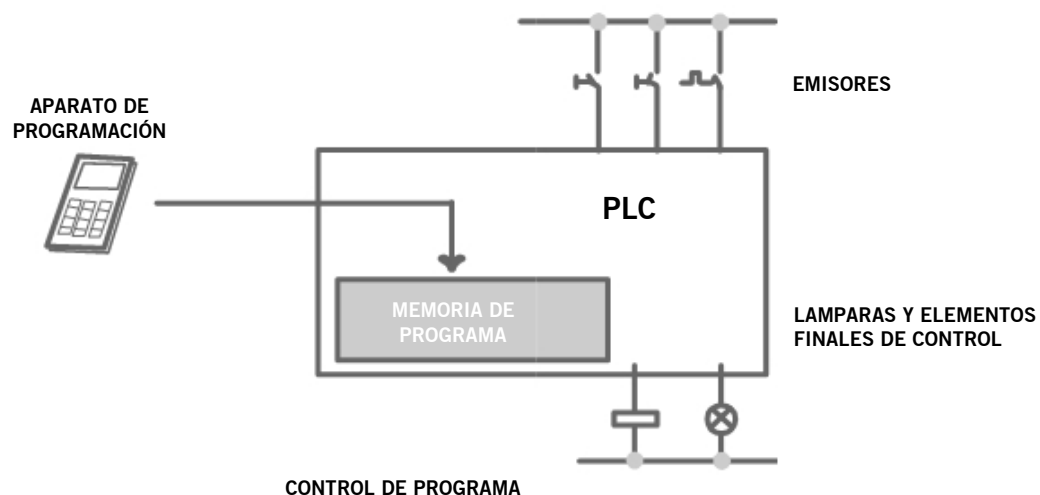 EMISORES
APARATO DE
PROGRAMACIÓN
PLC
MEMORIA DE
PROGRAMA
LAMPARAS Y ELEMENTOS
FINALES DE CONTROL
CONTROL DE PROGRAMA